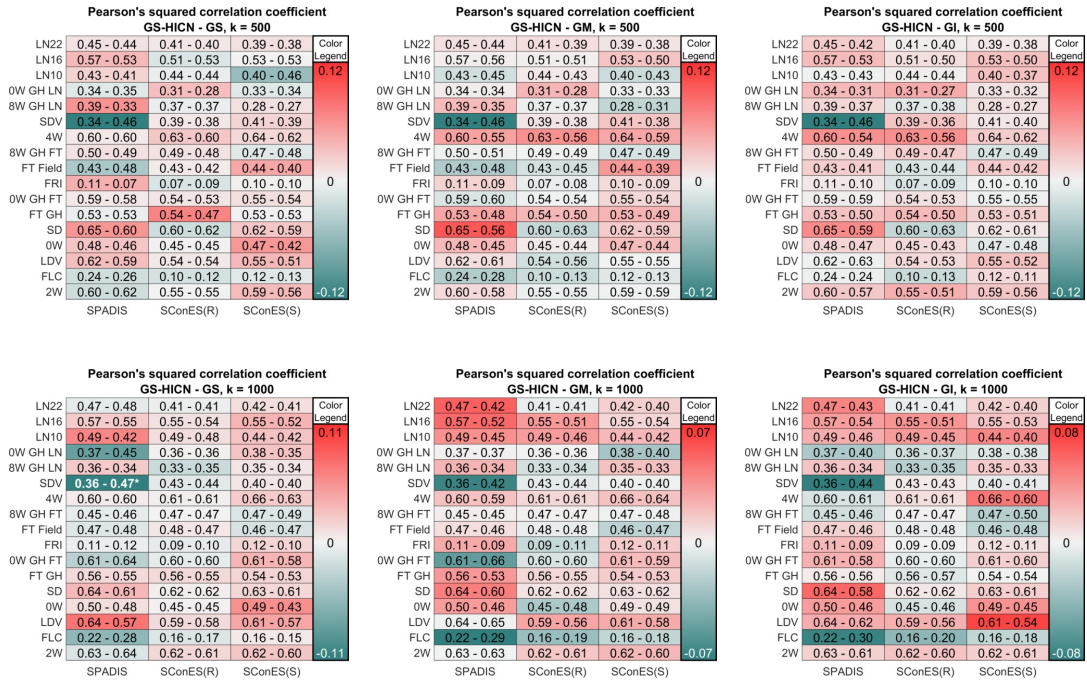 Pearson's squared correlation coefficient
GS-HICN - GS, k = 500
LN22 0.45 - 0.44 0.41 - 0.40 0.39 - 0.38
LN16 0.57 - 0.53 0.51 - 0.53 0.53 - 0.53
LN10 0.43 - 0.41 0.44 - 0.44 0.40 - 0.46
0W GH LN 0.34 - 0.35 0.31 - 0.28 0.33 - 0.34
8W GH LN 0.39 - 0.33 0.37 - 0.37 0.28 - 0.27
SDV 0.34 - 0.46 0.39 - 0.38 0.41 - 0.39
4W 0.60 - 0.60 0.63 - 0.60 0.64 - 0.62
8W GH FT 0.50 - 0.49 0.49 - 0.48 0.47 - 0.48
FT Field 0.43 - 0.48 0.43 - 0.42 0.44 - 0.40
FRI 0.11 - 0.07 0.07 - 0.09 0.10 - 0.10
0W GH FT 0.59 - 0.58 0.54 - 0.53 0.55 - 0.54
FT GH 0.53 - 0.53 0.54 - 0.47 0.53 - 0.53
SD 0.65 - 0.60 0.60 - 0.62 0.62 - 0.59
0W 0.48 - 0.46 0.45 - 0.45 0.47 - 0.42
LDV 0.62 - 0.59 0.54 - 0.53 0.55 - 0.51
FLC 0.24 - 0.26 0.10 - 0.12 0.12 - 0.13
2W 0.60 - 0.62 0.55 - 0.55 0.59 - 0.56
SPADIS SConES(R) SConES(S)
Color
Legend
0.12
0
-0.12
Pearson's squared correlation coefficient
GS-HICN - GM, k = 500
LN22 0.45 - 0.44 0.41 - 0.39 0.39 - 0.38
LN16 0.57 - 0.56 0.51 - 0.51 0.53 - 0.50
LN10 0.43 - 0.45 0.44 - 0.43 0.40 - 0.43
0W GH LN 0.34 - 0.34 0.31 - 0.28 0.33 - 0.33
8W GH LN 0.39 - 0.35 0.37 - 0.37 0.28 - 0.31
SDV 0.34 - 0.46 0.39 - 0.38 0.41 - 0.38
4W 0.60 - 0.55 0.63 - 0.56 0.64 - 0.59
8W GH FT 0.50 - 0.51 0.49 - 0.49 0.47 - 0.49
FT Field 0.43 - 0.48 0.43 - 0.44 0.44 - 0.39
FRI 0.11 - 0.09 0.07 - 0.08 0.10 - 0.09
0W GH FT 0.59 - 0.60 0.54 - 0.54 0.55 - 0.54
FT GH 0.53 - 0.48 0.54 - 0.50 0.53 - 0.49
SD 0.65 - 0.56 0.60 - 0.63 0.62 - 0.60
0W 0.48 - 0.45 0.45 - 0.44 0.47 - 0.44
LDV 0.62 - 0.61 0.54 - 0.56 0.55 - 0.55
FLC 0.24 - 0.28 0.10 - 0.13 0.12 - 0.13
2W 0.60 - 0.58 0.55 - 0.54 0.59 - 0.57
SPADIS SConES(R) SConES(S)
Color
Legend
0.12
0
-0.12
Pearson's squared correlation coefficient
GS-HICN - GI, k = 500
LN22 0.45 - 0.42 0.41 - 0.40 0.39 - 0.38
LN16 0.57 - 0.53 0.51 - 0.50 0.53 - 0.50
LN10 0.43 - 0.43 0.44 - 0.44 0.40 - 0.37
0W GH LN 0.34 - 0.31 0.31 - 0.27 0.33 - 0.32
8W GH LN 0.39 - 0.37 0.37 - 0.38 0.28 - 0.27
SDV 0.34 - 0.46 0.39 - 0.36 0.41 - 0.40
4W 0.60 - 0.54 0.63 - 0.56 0.64 - 0.62
8W GH FT 0.50 - 0.49 0.49 - 0.47 0.47 - 0.49
FT Field 0.43 - 0.41 0.43 - 0.44 0.44 - 0.42
FRI 0.11 - 0.10 0.07 - 0.09 0.10 - 0.10
0W GH FT 0.59 - 0.59 0.54 - 0.53 0.55 - 0.53
FT GH 0.53 - 0.50 0.54 - 0.50 0.53 - 0.51
SD 0.65 - 0.59 0.60 - 0.63 0.62 - 0.61
0W 0.48 - 0.47 0.45 - 0.43 0.47 - 0.48
LDV 0.62 - 0.63 0.54 - 0.53 0.55 - 0.52
FLC 0.24 - 0.24 0.10 - 0.13 0.12 - 0.11
2W 0.60 - 0.57 0.55 - 0.51 0.59 - 0.56
SPADIS SConES(R) SConES(S)
Color
Legend
0.12
0
-0.12
Pearson's squared correlation coefficient
GS-HICN - GS, k = 1000
LN22 0.47 - 0.48 0.41 - 0.41 0.42 - 0.41
LN16 0.57 - 0.55 0.55 - 0.54 0.55 - 0.52
LN10 0.49 - 0.42 0.49 - 0.48 0.44 - 0.42
0W GH LN 0.37 - 0.45 0.36 - 0.36 0.38 - 0.35
8W GH LN 0.36 - 0.34 0.33 - 0.35 0.35 - 0.34
SDV 0.36 - 0.47* 0.43 - 0.44 0.40 - 0.40
4W 0.60 - 0.60 0.61 - 0.61 0.66 - 0.63
8W GH FT 0.45 - 0.46 0.47 - 0.47 0.47 - 0.49
FT Field 0.47 - 0.48 0.48 - 0.47 0.46 - 0.47
FRI 0.11 - 0.12 0.09 - 0.10 0.12 - 0.10
0W GH FT 0.61 - 0.64 0.60 - 0.60 0.61 - 0.58
FT GH 0.56 - 0.55 0.56 - 0.55 0.54 - 0.53
SD 0.64 - 0.61 0.62 - 0.62 0.63 - 0.61
0W 0.50 - 0.48 0.45 - 0.45 0.49 - 0.43
LDV 0.64 - 0.57 0.59 - 0.58 0.61 - 0.57
FLC 0.22 - 0.28 0.16 - 0.17 0.16 - 0.15
2W 0.63 - 0.64 0.62 - 0.61 0.62 - 0.60
SPADIS SConES(R) SConES(S)
Color
Legend
0.11
0
-0.11
Pearson's squared correlation coefficient
GS-HICN - GM, k = 1000
LN22 0.47 - 0.42 0.41 - 0.41 0.42 - 0.40
LN16 0.57 - 0.52 0.55 - 0.51 0.55 - 0.54
LN10 0.49 - 0.45 0.49 - 0.46 0.44 - 0.42
0W GH LN 0.37 - 0.37 0.36 - 0.36 0.38 - 0.40
8W GH LN 0.36 - 0.34 0.33 - 0.34 0.35 - 0.33
SDV 0.36 - 0.42 0.43 - 0.44 0.40 - 0.41
4W 0.60 - 0.59 0.61 - 0.61 0.66 - 0.64
8W GH FT 0.45 - 0.46 0.47 - 0.47 0.47 - 0.48
FT Field 0.47 - 0.46 0.48 - 0.48 0.46 - 0.47
FRI 0.11 - 0.09 0.09 - 0.11 0.12 - 0.11
0W GH FT 0.61 - 0.66 0.60 - 0.60 0.61 - 0.59
FT GH 0.56 - 0.53 0.56 - 0.55 0.54 - 0.53
SD 0.64 - 0.60 0.62 - 0.62 0.63 - 0.62
0W 0.50 - 0.46 0.45 - 0.48 0.49 - 0.49
LDV 0.64 - 0.65 0.59 - 0.56 0.61 - 0.58
FLC 0.22 - 0.29 0.16 - 0.19 0.16 - 0.18
2W 0.63 - 0.63 0.62 - 0.61 0.62 - 0.60
SPADIS SConES(R) SConES(S)
Color
Legend
0.07
0
-0.07
Pearson's squared correlation coefficient
GS-HICN - GI, k = 1000
LN22 0.47 - 0.43 0.41 - 0.41 0.42 - 0.40
LN16 0.57 - 0.54 0.55 - 0.51 0.55 - 0.53
LN10 0.49 - 0.46 0.49 - 0.45 0.44 - 0.40
0W GH LN 0.37 - 0.40 0.36 - 0.37 0.38 - 0.38
8W GH LN 0.36 - 0.34 0.33 - 0.35 0.35 - 0.34
SDV 0.36 - 0.44 0.43 - 0.43 0.40 - 0.41
4W 0.60 - 0.61 0.61 - 0.61 0.66 - 0.60
8W GH FT 0.45 - 0.46 0.47 - 0.47 0.47 - 0.50
FT Field 0.47 - 0.46 0.48 - 0.48 0.46 - 0.48
FRI 0.11 - 0.09 0.09 - 0.09 0.12 - 0.11
0W GH FT 0.61 - 0.58 0.60 - 0.59 0.61 - 0.60
FT GH 0.56 - 0.56 0.56 - 0.57 0.54 - 0.54
SD 0.64 - 0.58 0.62 - 0.62 0.63 - 0.61
0W 0.50 - 0.46 0.45 - 0.46 0.49 - 0.45
LDV 0.64 - 0.62 0.59 - 0.56 0.61 - 0.54
FLC 0.22 - 0.30 0.16 - 0.20 0.16 - 0.18
2W 0.63 - 0.61 0.62 - 0.60 0.62 - 0.61
SPADIS SConES(R) SConES(S)
Color
Legend
0.08
0
-0.08